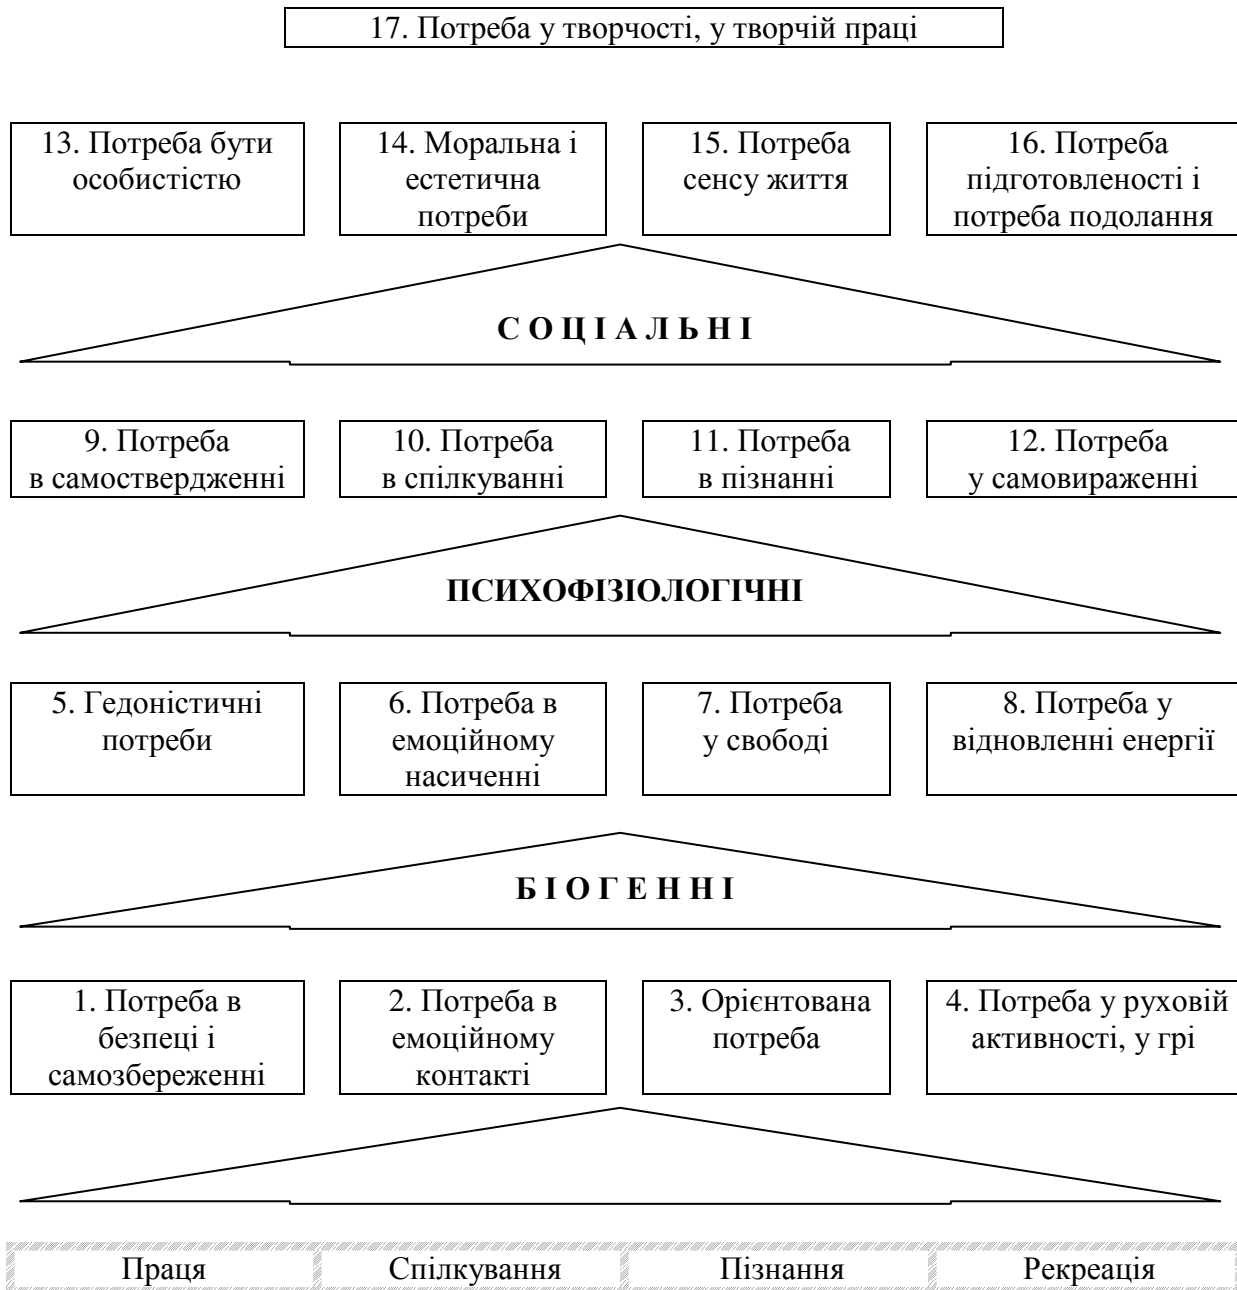 17. Потреба у творчості, у творчій праці
13. Потреба бути
особистістю
14. Моральна і
естетична
потреби
15. Потреба
сенсу життя
16. Потреба
підготовленості і
потреба подолання
С О Ц І А Л Ь Н І
9. Потреба
в самоствердженні
10. Потреба
в спілкуванні
11. Потреба
в пізнанні
12. Потреба
у самовираженні
ПСИХОФІЗІОЛОГІЧНІ
5. Гедоністичні
потреби
6. Потреба в
емоційному
насиченні
7. Потреба
у свободі
8. Потреба у
відновленні енергії
Б І О Г Е Н Н І
1. Потреба в
безпеці і
самозбереженні
2. Потреба в
емоційному
контакті
3. Орієнтована
потреба
4. Потреба у руховій
активності, у грі
Праця
Спілкування
Пізнання
Рекреація